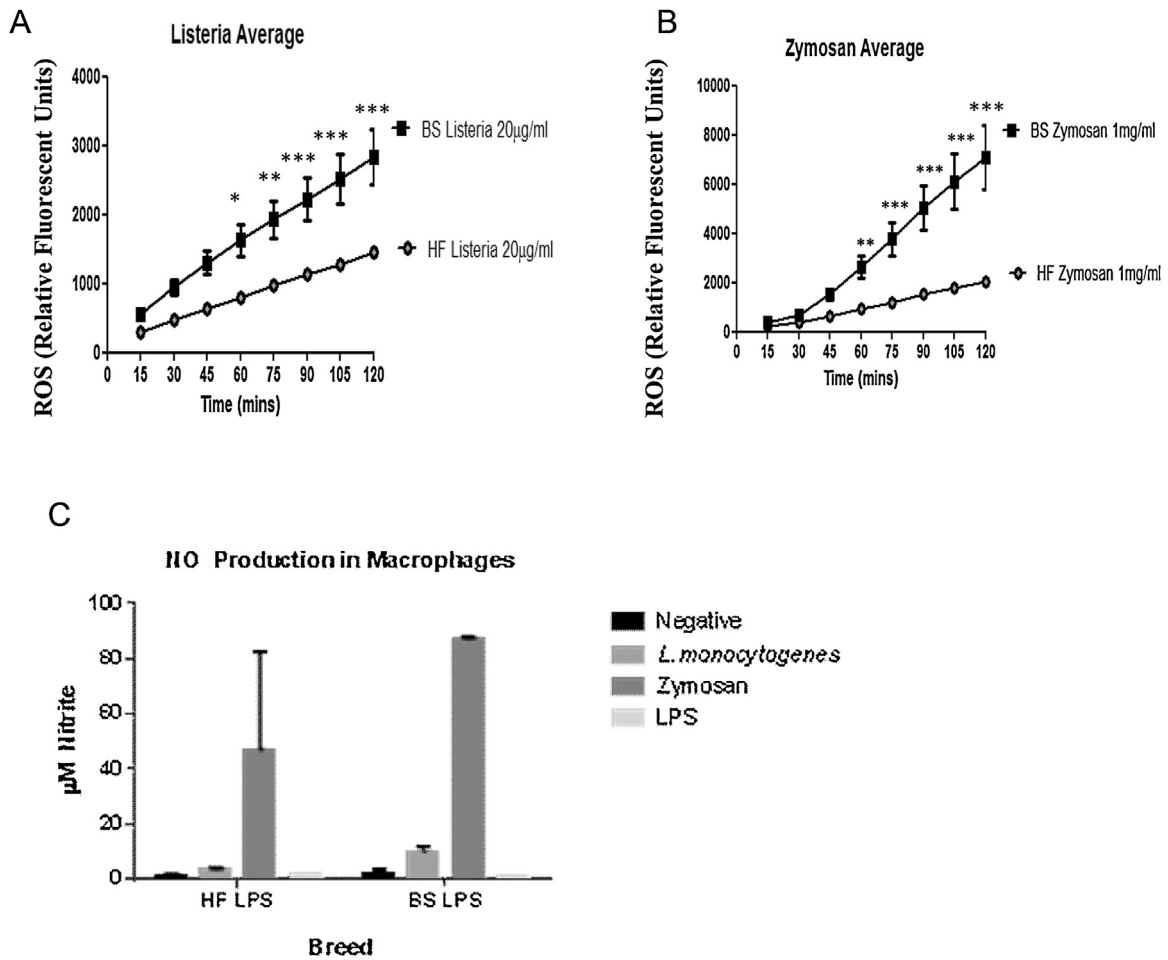 A
Listeria Average
ROS (Relative Fluorescent Units)
4000
3000
2000
1000
0
*
**
***
***
***
BS Listeria 20µg/ml
HF Listeria 20µg/ml
0 15 30 45 60 75 90 105 120
Time (mins)
B
Zymosan Average
ROS (Relative Fluorescent Units)
10000
8000
6000
4000
2000
0
**
***
***
***
***
BS Zymosan 1mg/ml
HF Zymosan 1mg/ml
0 15 30 45 60 75 90 105 120
Time (mins)
C
NO Production in Macrophages
µM Nitrite
100
80
60
40
20
0
HF LPS
BS LPS
Breed
Negative
L. monocytogenes
Zymosan
LPS